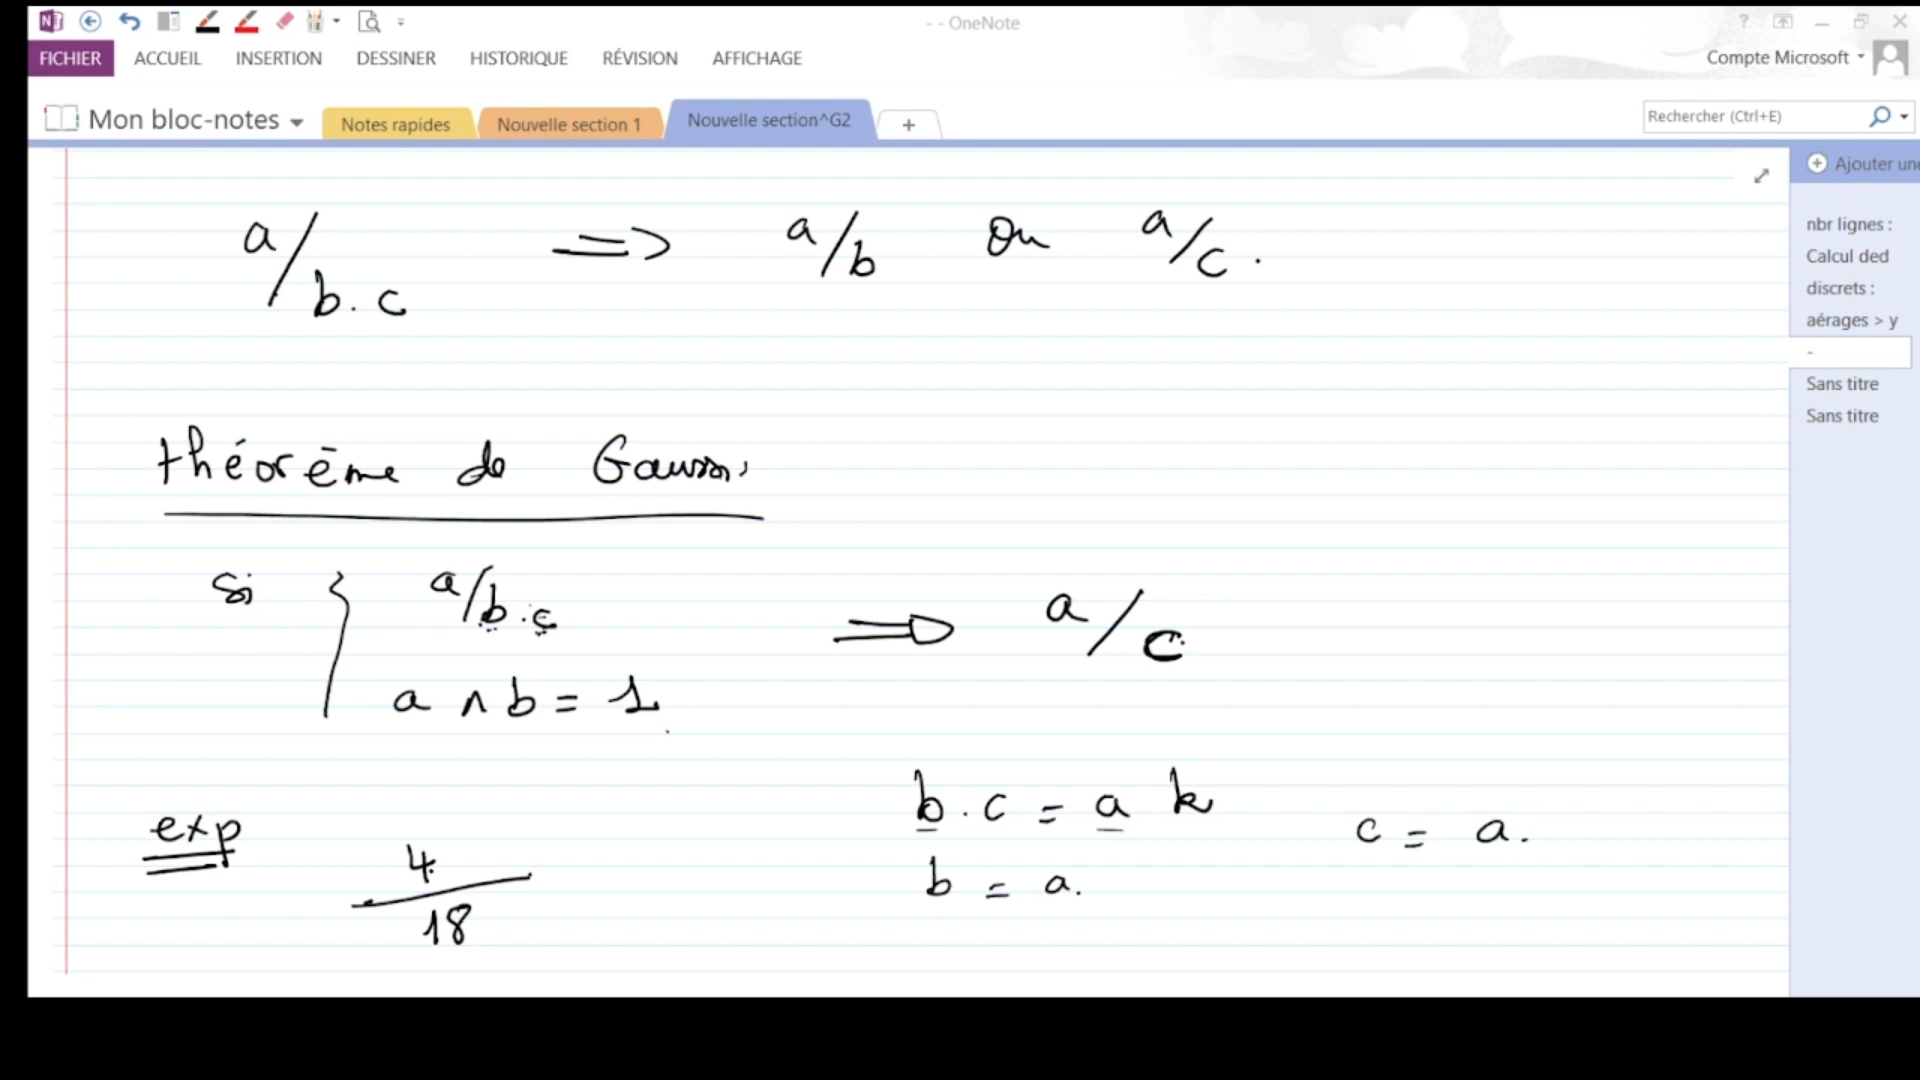 - - OneNote
FICHIER ACCUEIL INSERTION DESSINER HISTORIQUE RÉVISION AFFICHAGE Compte Microsoft
Mon bloc-notes Notes rapides Nouvelle section 1 Nouvelle section^G2 + Rechercher (Ctrl+E)
Ajouter une
nbr lignes :
Calcul ded
discrets :
aérages > y
-
Sans titre
Sans titre
a/b.c => a/b ou a/c.
théorème de Gauss,
si { a/b.c => a/c
a ∧ b = 1.
b.c = a k c = a.
exp 4/18 b = a.